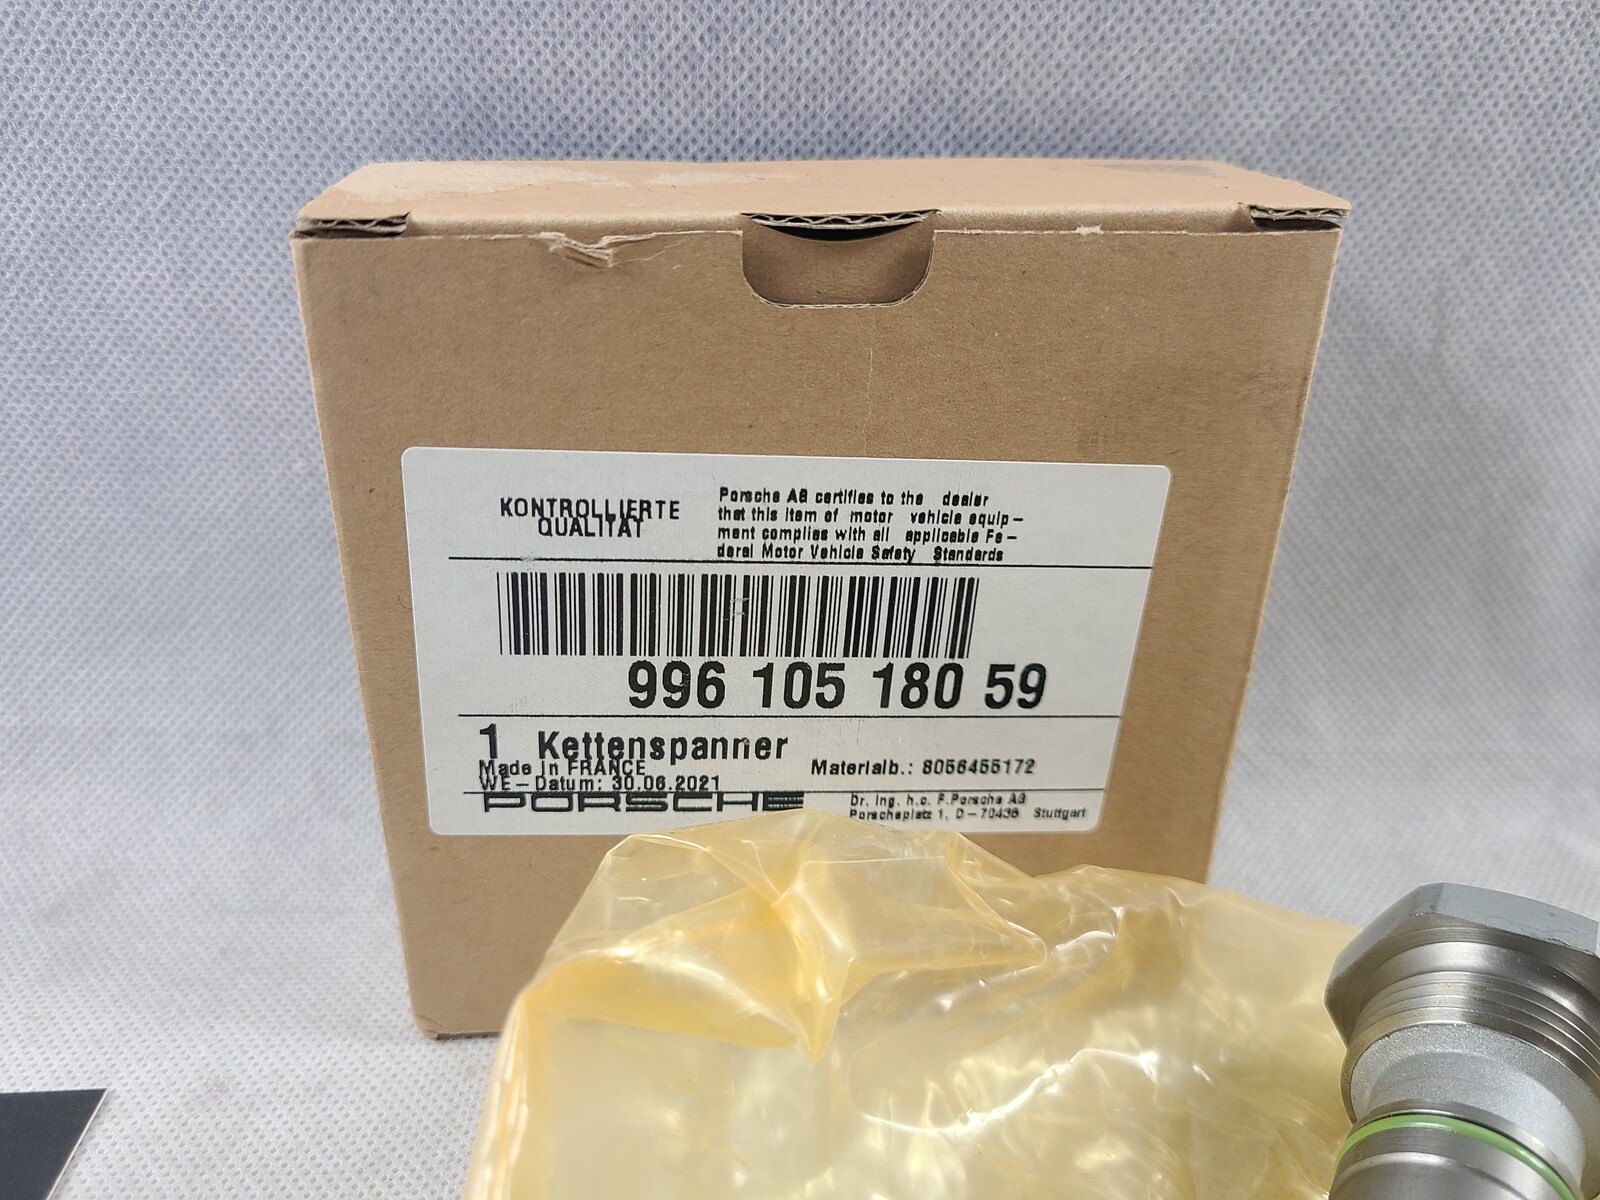 KONTROLLIERTE
QUALITÄT
Porsche AG certifies to the dealer
that this item of motor vehicle equip-
ment complies with all applicable Fe-
deral Motor Vehicle Safety Standards
996 105 180 59
1 Kettenspanner
Made in FRANCE
WE-Datum: 30.06.2021
Materialb.: 8056455172
PORSCHE
Dr. Ing. h.c. F.Porsche AG
Porscheplatz 1, D-70435 Stuttgart